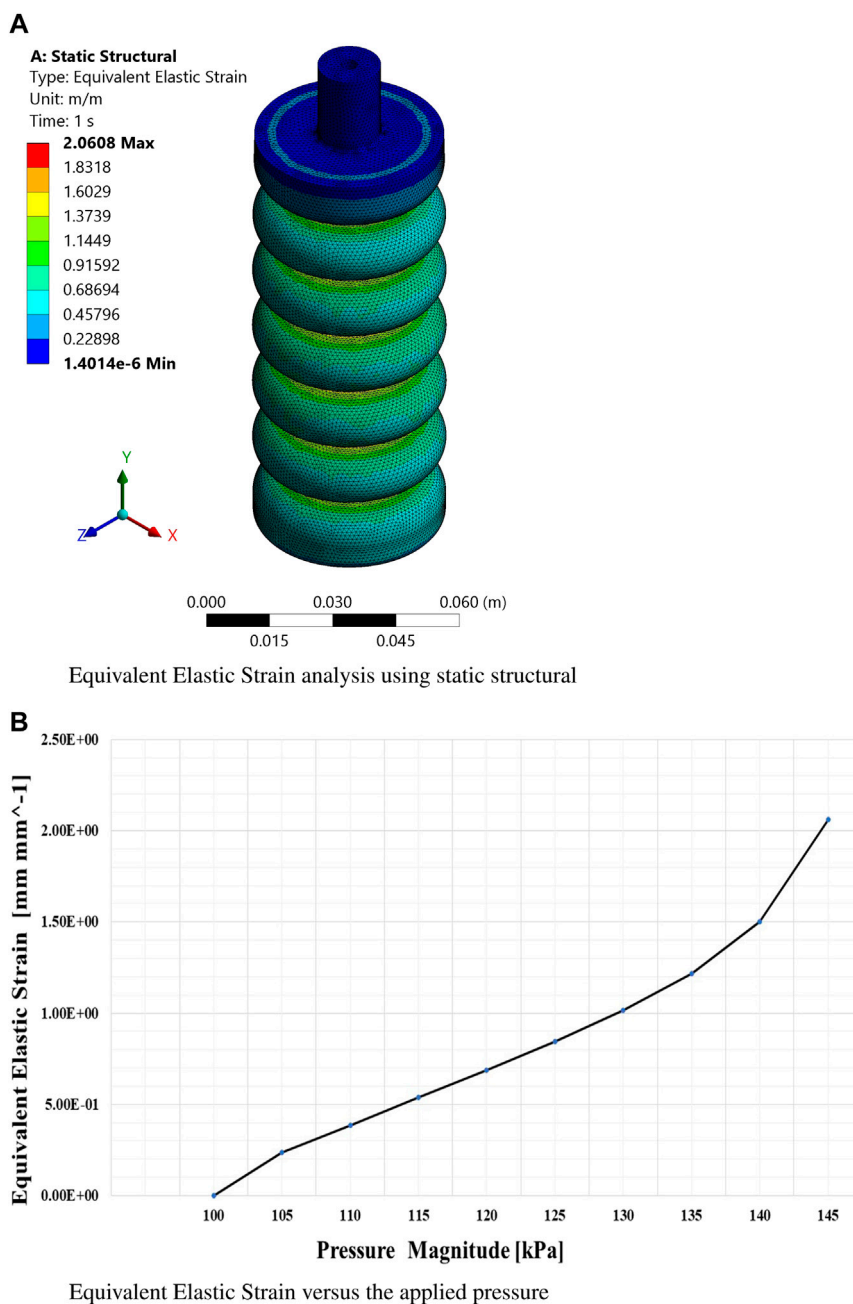 A
A: Static Structural
Type: Equivalent Elastic Strain
Unit: m/m
Time: 1 s
2.0608 Max
1.8318
1.6029
1.3739
1.1449
0.91592
0.68694
0.45796
0.22898
1.4014e-6 Min
Y
Z
X
0.000 0.030 0.060 (m)
0.015 0.045
Equivalent Elastic Strain analysis using static structural
B
Equivalent Elastic Strain [mm mm^-1]
2.50E+00
2.00E+00
1.50E+00
1.00E+00
5.00E-01
0.00E+00
100 105 110 115 120 125 130 135 140 145
Pressure Magnitude [kPa]
Equivalent Elastic Strain versus the applied pressure